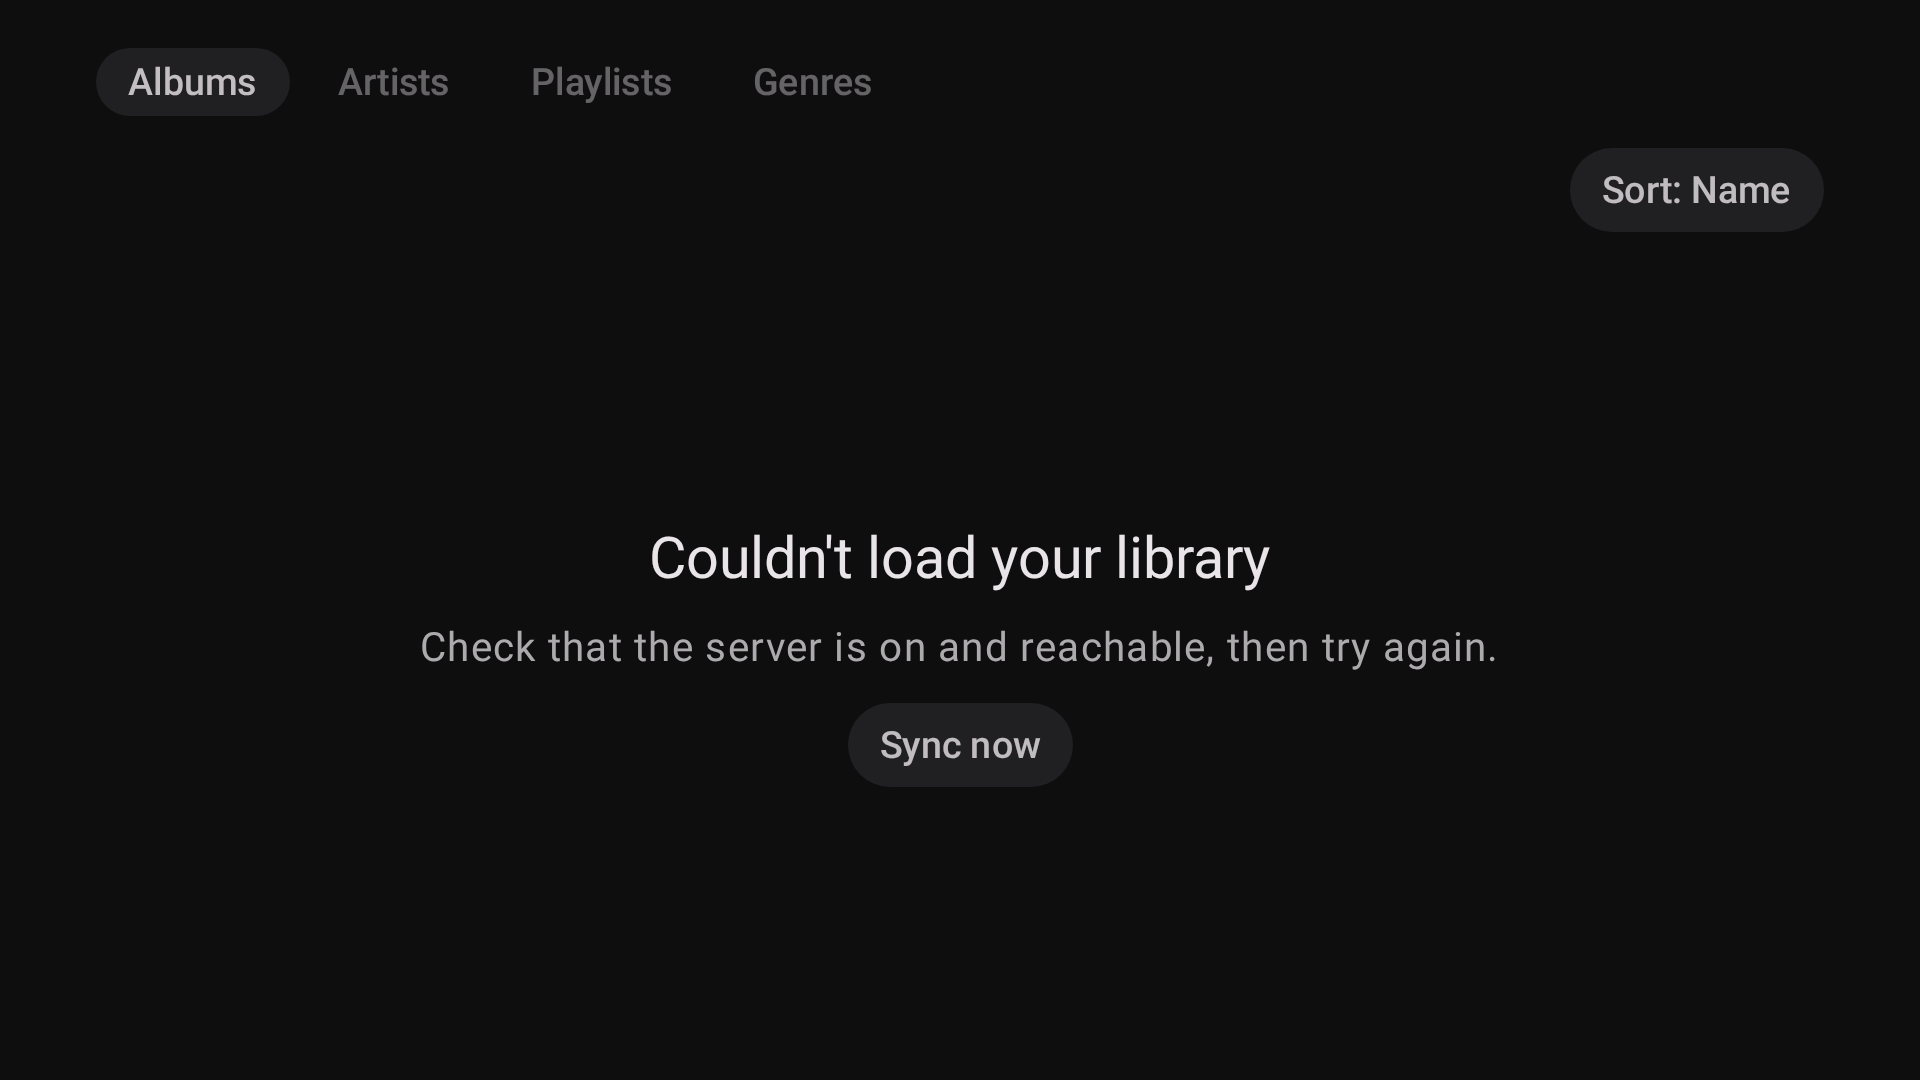 Albums Artists Playlists Genres
Sort: Name
Couldn't load your library
Check that the server is on and reachable, then try again.
Sync now